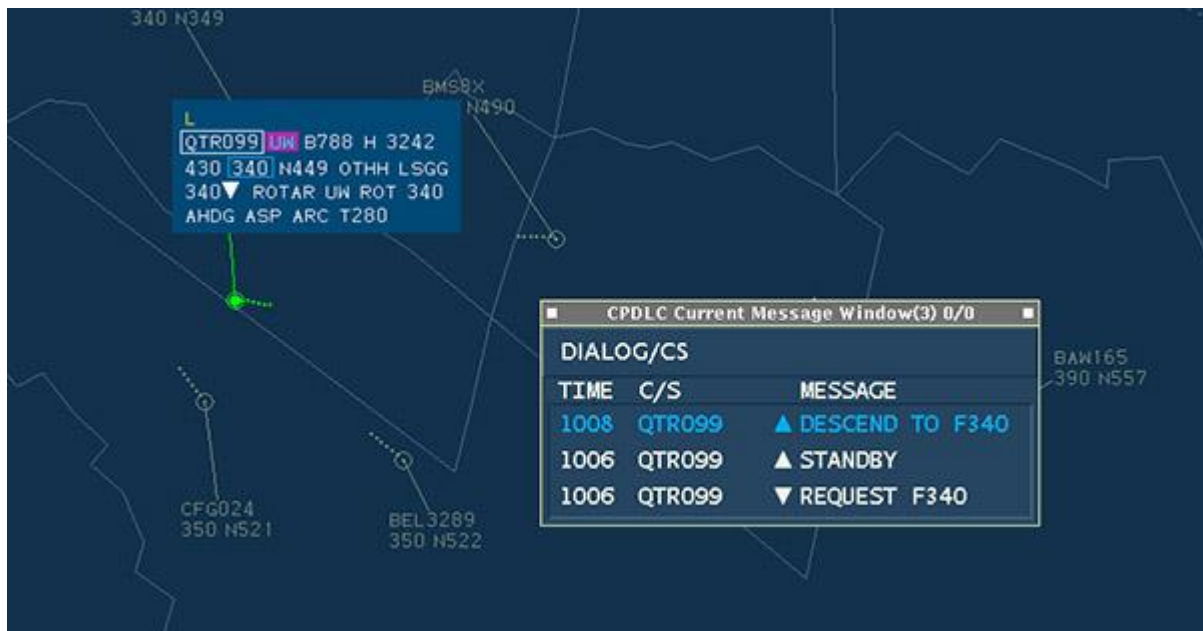 340 N349
BMS8X
N490
L
QTR099 UW B788 H 3242
430 340 N449 OTHH LSGG
340▼ ROTAR UW ROT 340
AHDG ASP ARC T280
CPDLC Current Message Window(3) 0/0
DIALOG/CS
TIME C/S MESSAGE
1008 QTR099 ▲ DESCEND TO F340
1006 QTR099 ▲ STANDBY
1006 QTR099 ▼ REQUEST F340
BAW165
390 N557
CFG024
350 N521
BEL3289
350 N522